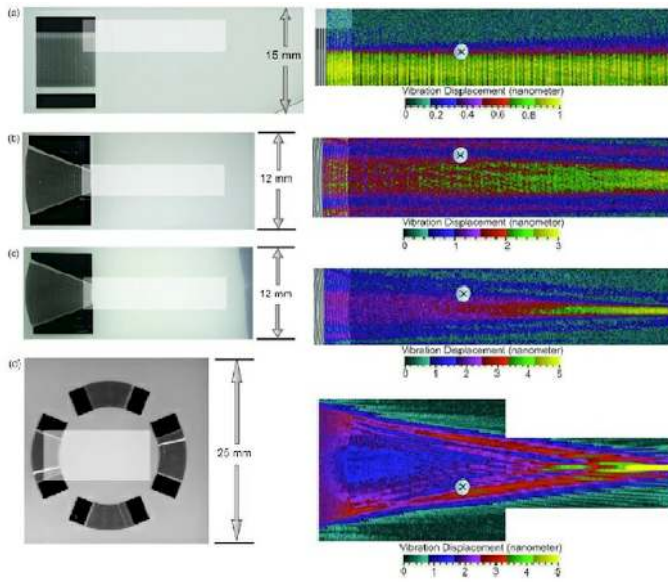 (a)
15 mm
Vibration Displacement (nanometer)
0 0.2 0.4 0.6 0.8 1
(b)
12 mm
Vibration Displacement (nanometer)
0 1 2 3
(c)
12 mm
Vibration Displacement (nanometer)
0 1 2 3 4 5
(d)
25 mm
Vibration Displacement (nanometer)
0 1 2 3 4 5